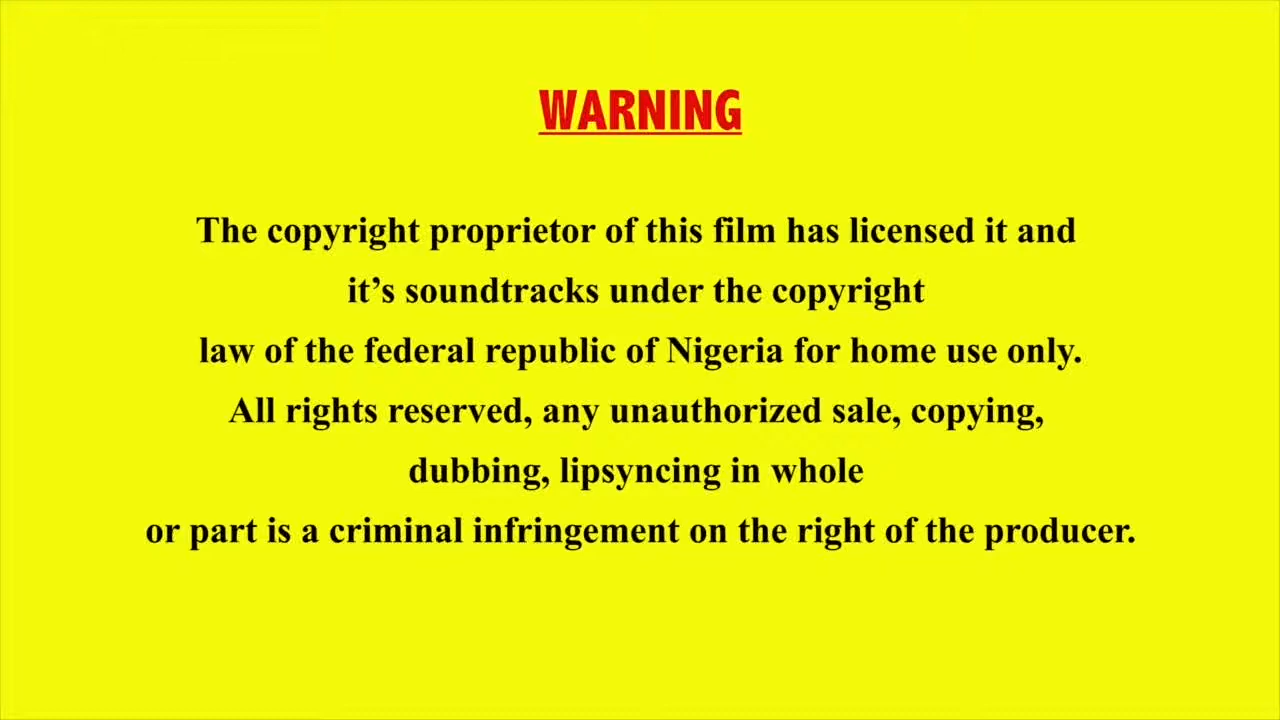 WARNING
The copyright proprietor of this film has licensed it and
it’s soundtracks under the copyright
law of the federal republic of Nigeria for home use only.
All rights reserved, any unauthorized sale, copying,
dubbing, lipsyncing in whole
or part is a criminal infringement on the right of the producer.